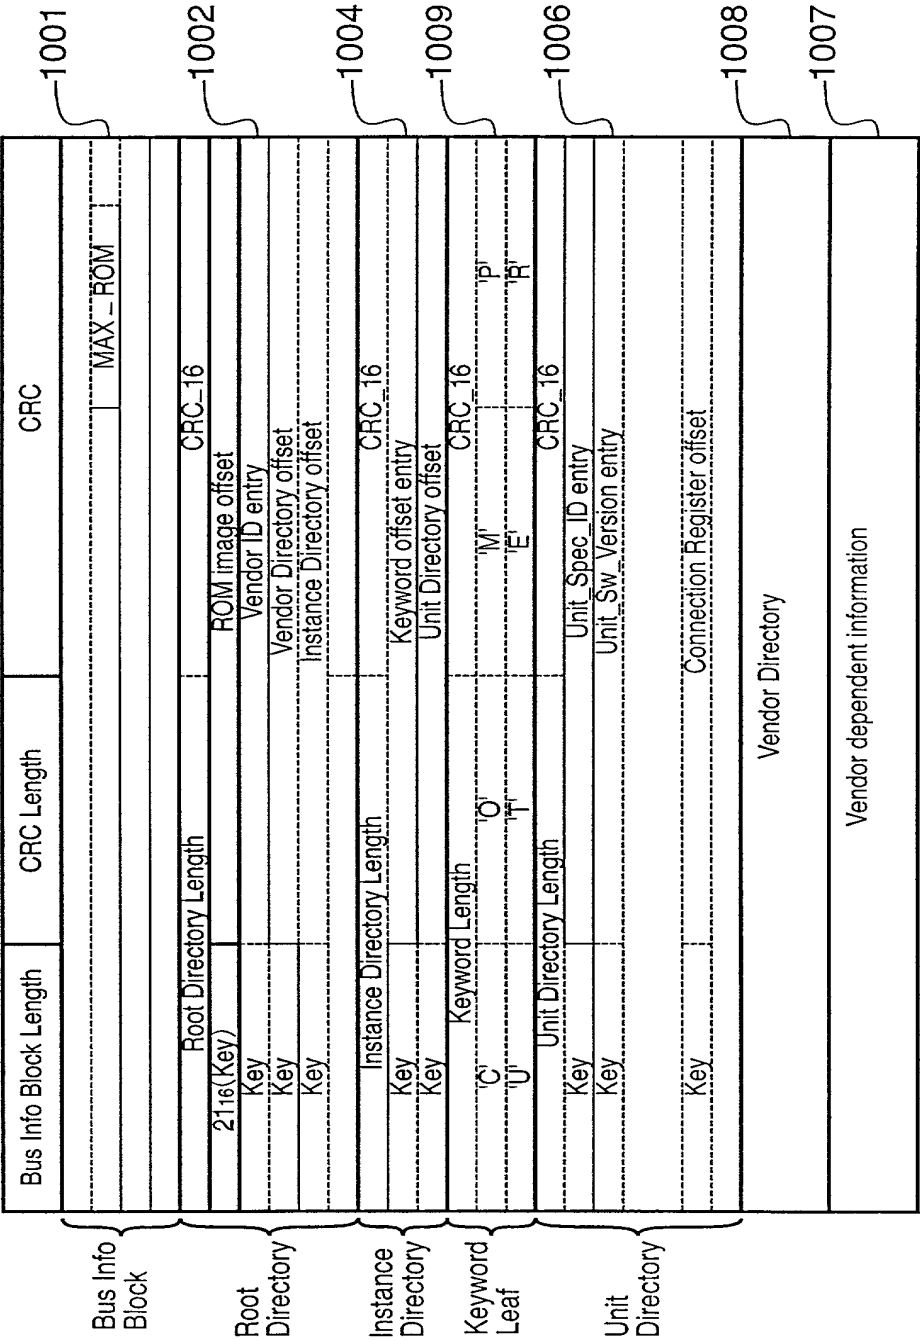 Bus Info Block Length CRC Length CRC
Bus Info
Block
MAX – ROM
1001
Root
Directory
Root Directory Length CRC_16
2116(Key) ROM image offset
Key Vendor ID entry
Key Vendor Directory offset
Key Instance Directory offset
1002
Instance
Directory
Instance Directory Length CRC_16
Key Keyword offset entry
Key Unit Directory offset
1004
Keyword
Leaf
Keyword Length CRC_16
'C' 'O' 'M' 'P'
'U' 'T' 'E' 'R'
1009
Unit
Directory
Unit Directory Length CRC_16
Key Unit_Spec_ID entry
Key Unit_Sw_Version entry
Key Connection Register offset
1006
Vendor Directory
1008
Vendor dependent information
1007